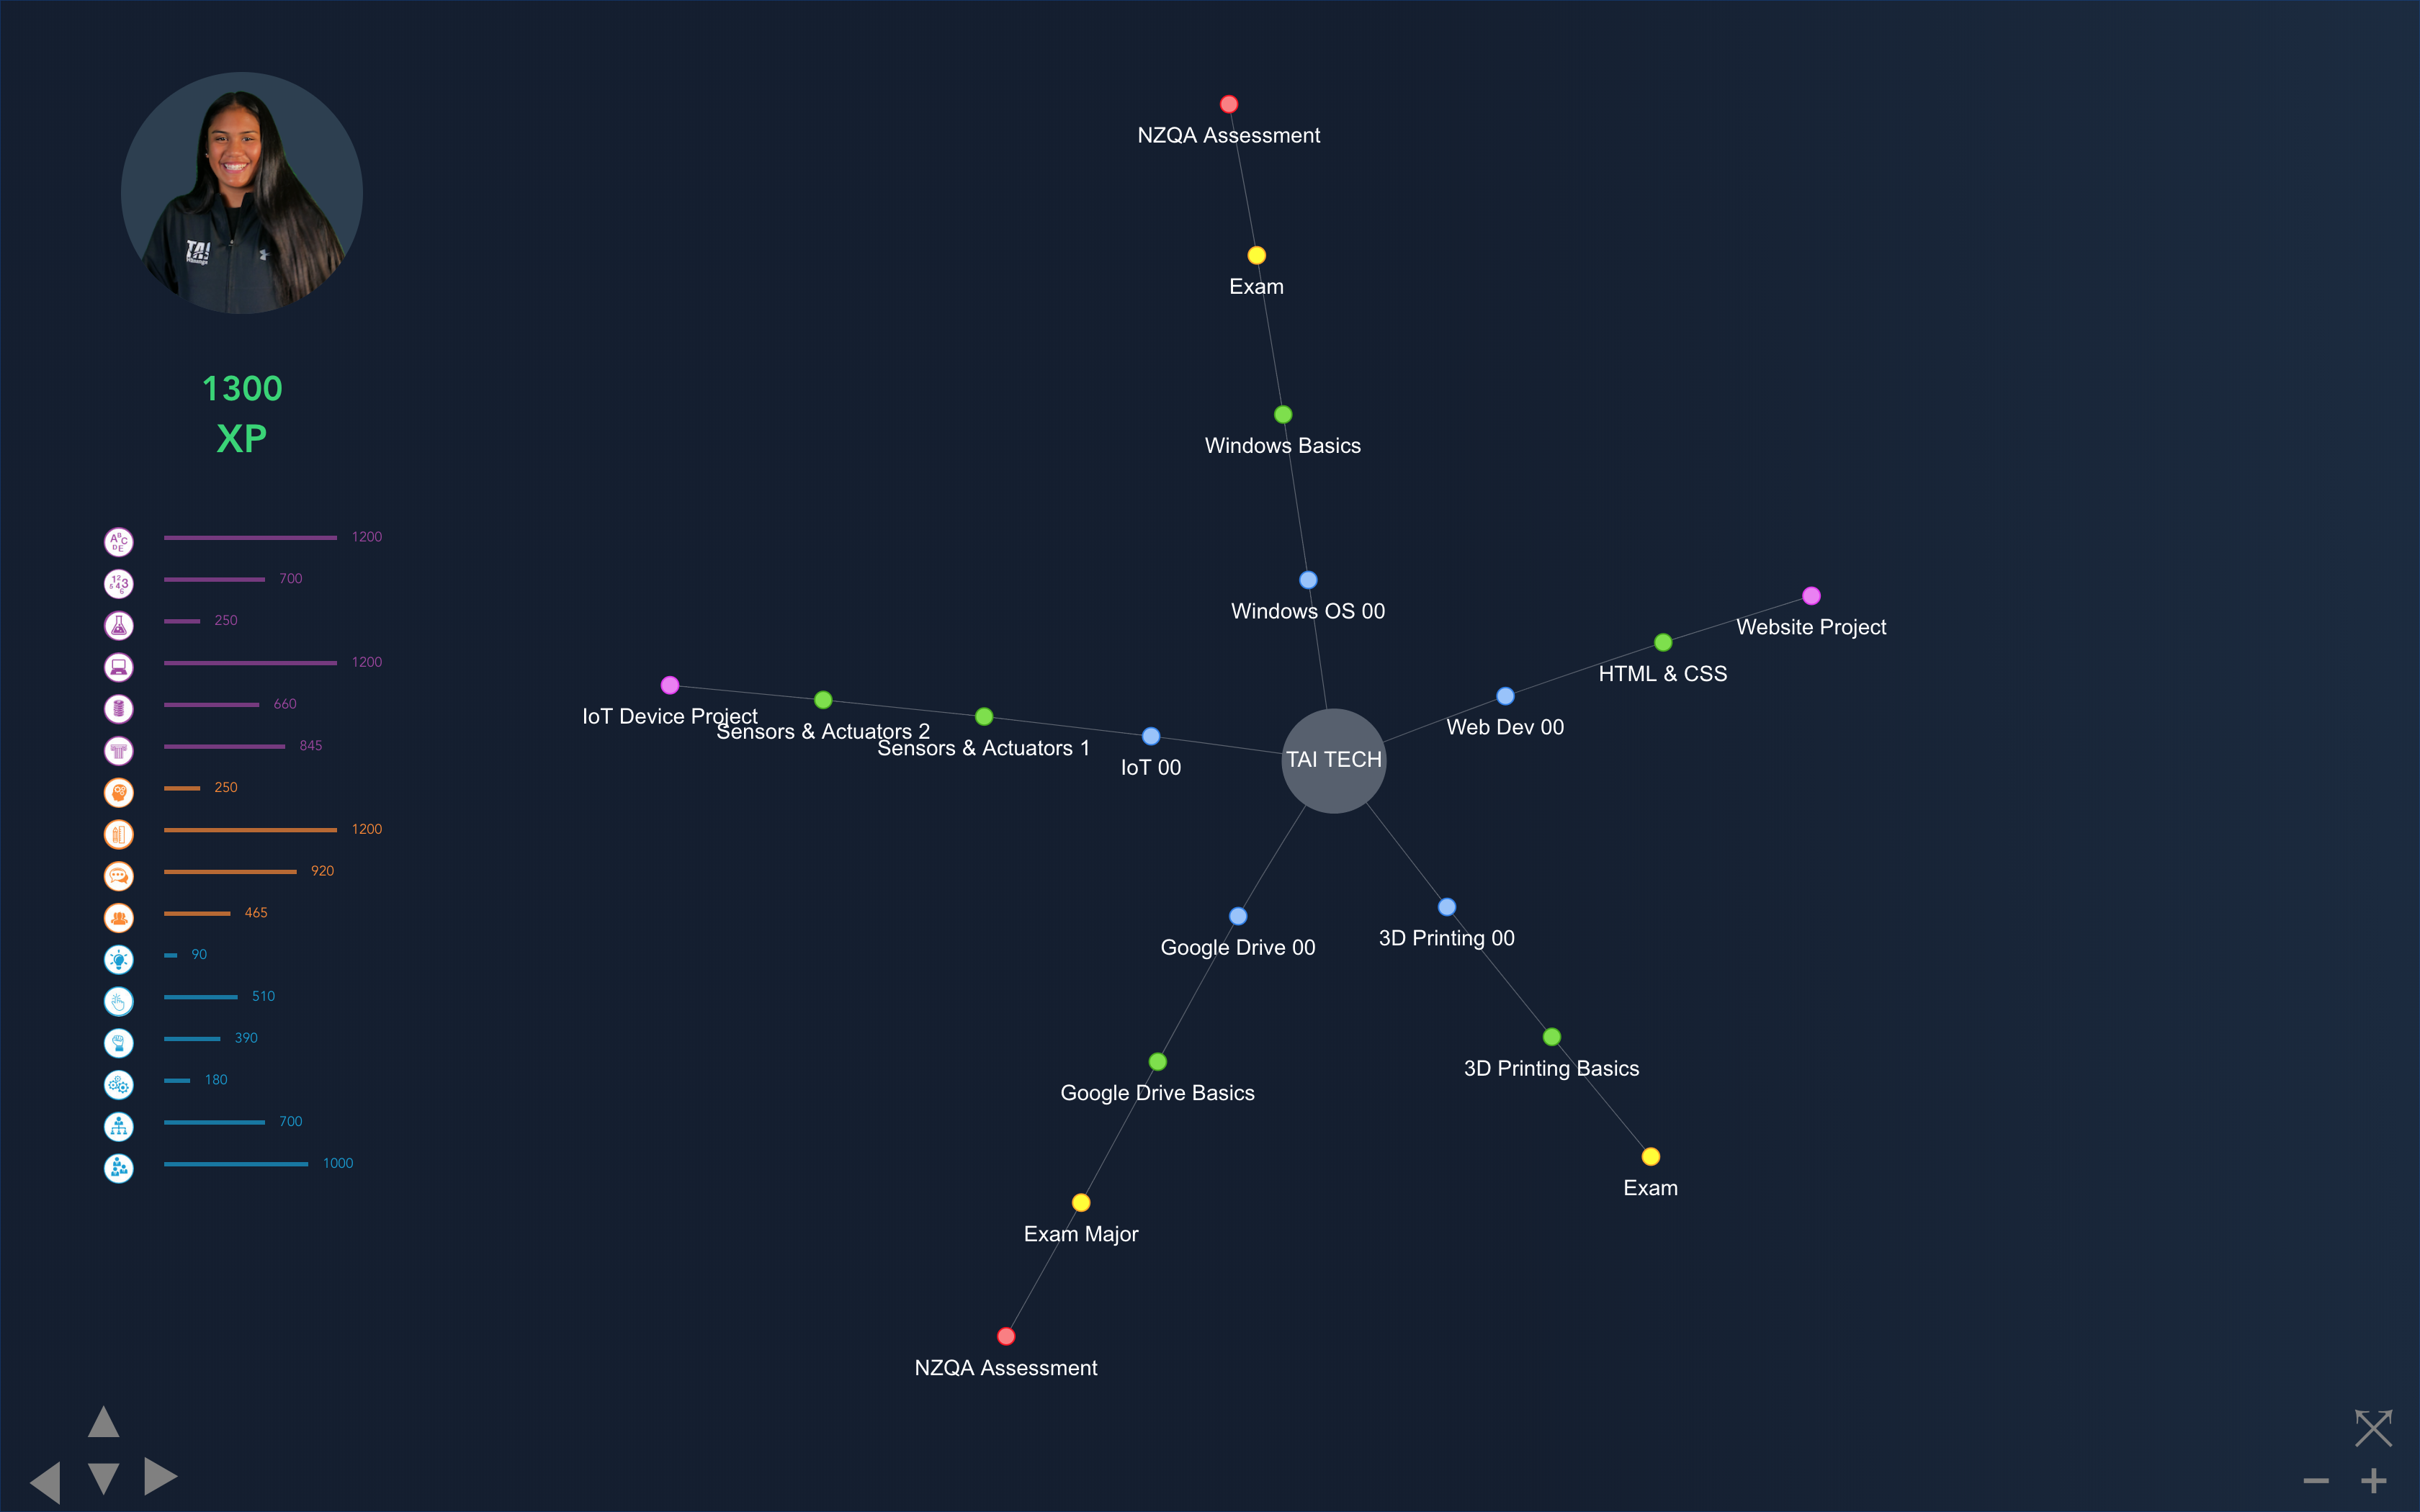 TAI
1300
XP
1200
700
250
1200
660
845
250
1200
920
465
90
510
390
180
700
1000
NZQA Assessment
Exam
Windows Basics
Windows OS 00
Website Project
HTML & CSS
Web Dev 00
IoT Device Project
Sensors & Actuators 2
Sensors & Actuators 1
IoT 00
TAI TECH
Google Drive 00
3D Printing 00
Google Drive Basics
3D Printing Basics
Exam
Exam Major
NZQA Assessment